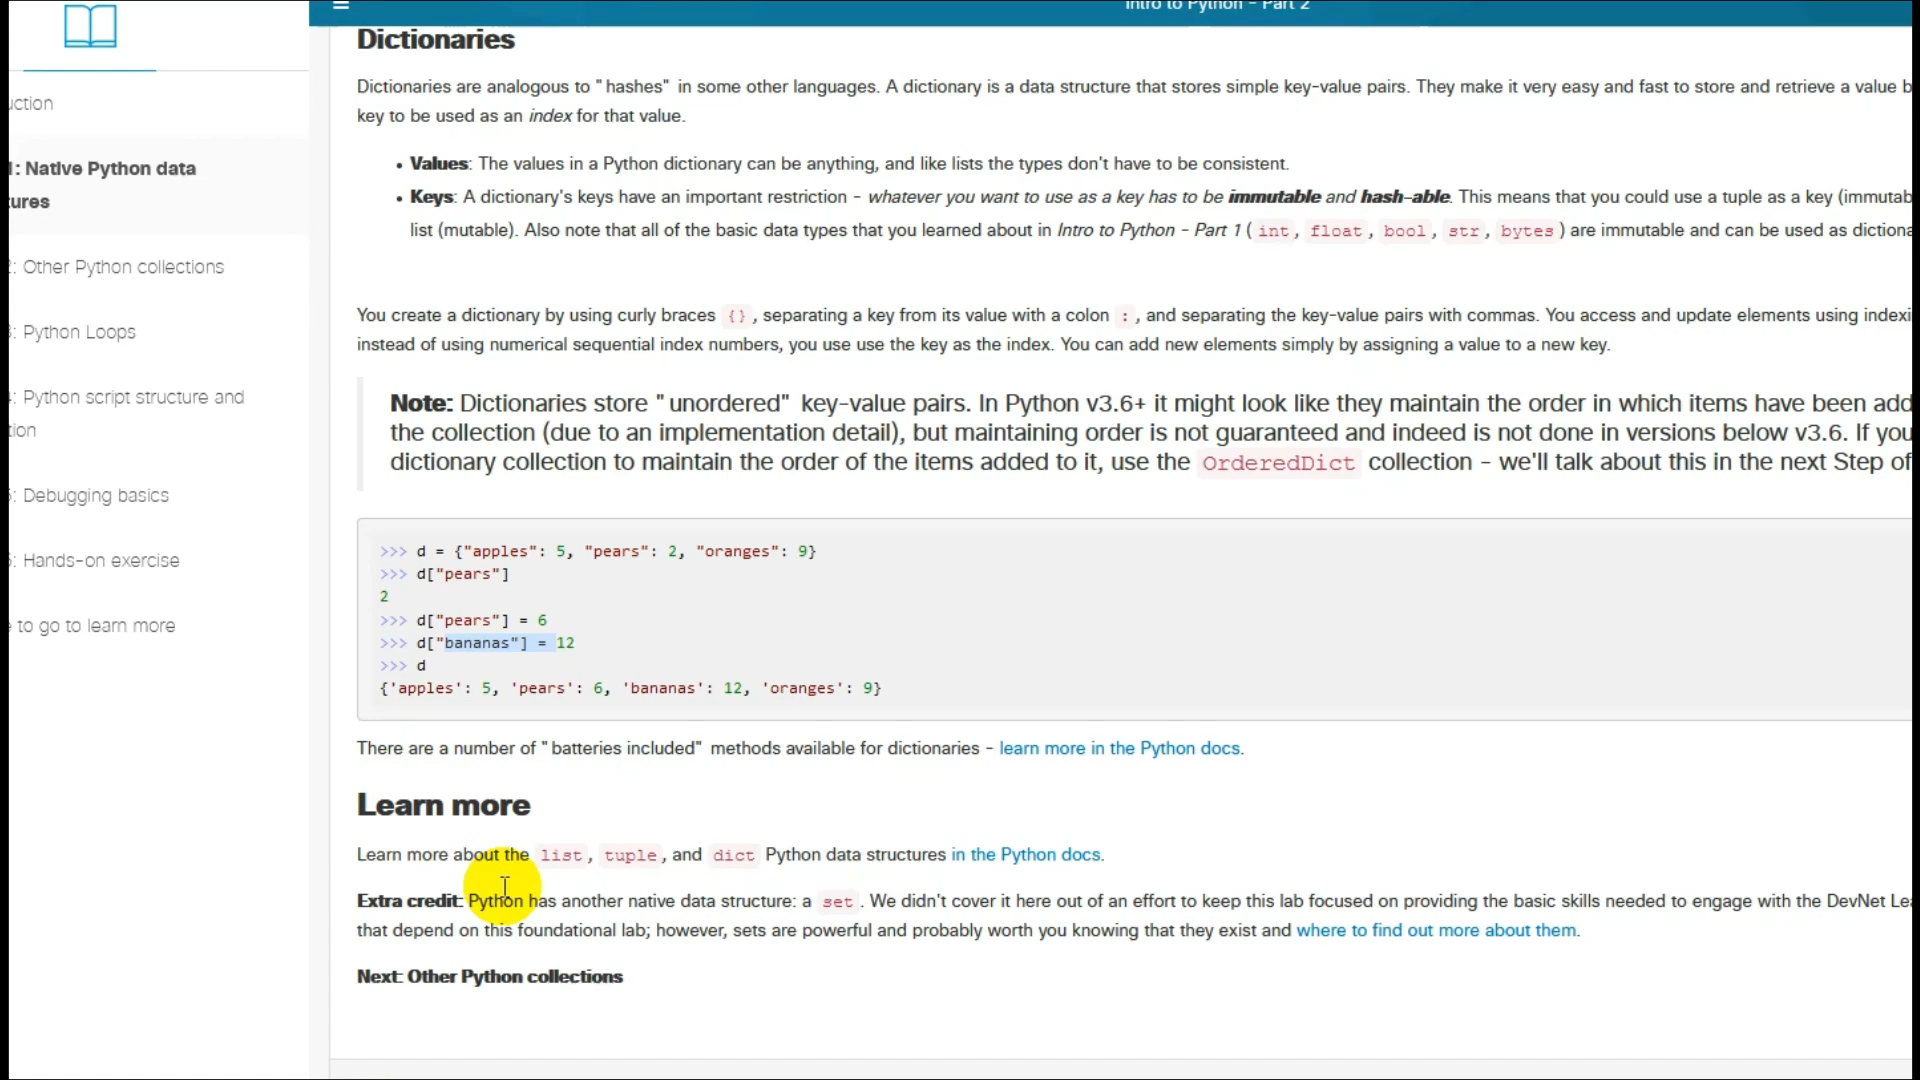 Intro to Python - Part 2
Dictionaries
Dictionaries are analogous to "hashes" in some other languages. A dictionary is a data structure that stores simple key-value pairs. They make it very easy and fast to store and retrieve a value b
key to be used as an index for that value.
• Values: The values in a Python dictionary can be anything, and like lists the types don't have to be consistent.
• Keys: A dictionary's keys have an important restriction - whatever you want to use as a key has to be immutable and hash-able. This means that you could use a tuple as a key (immutab
list (mutable). Also note that all of the basic data types that you learned about in Intro to Python - Part 1 ( int , float , bool , str , bytes ) are immutable and can be used as dictiona
You create a dictionary by using curly braces {} , separating a key from its value with a colon : , and separating the key-value pairs with commas. You access and update elements using indexi
instead of using numerical sequential index numbers, you use use the key as the index. You can add new elements simply by assigning a value to a new key.
Note: Dictionaries store "unordered" key-value pairs. In Python v3.6+ it might look like they maintain the order in which items have been add
the collection (due to an implementation detail), but maintaining order is not guaranteed and indeed is not done in versions below v3.6. If you
dictionary collection to maintain the order of the items added to it, use the OrderedDict collection - we'll talk about this in the next Step of
>>> d = {"apples": 5, "pears": 2, "oranges": 9}
>>> d["pears"]
2
>>> d["pears"] = 6
>>> d["bananas"] = 12
>>> d
{'apples': 5, 'pears': 6, 'bananas': 12, 'oranges': 9}
There are a number of "batteries included" methods available for dictionaries - learn more in the Python docs.
Learn more
Learn more about the list , tuple , and dict Python data structures in the Python docs.
Extra credit: Python has another native data structure: a set . We didn't cover it here out of an effort to keep this lab focused on providing the basic skills needed to engage with the DevNet Le
that depend on this foundational lab; however, sets are powerful and probably worth you knowing that they exist and where to find out more about them.
Next: Other Python collections
uction
1: Native Python data
tures
: Other Python collections
: Python Loops
: Python script structure and
tion
: Debugging basics
: Hands-on exercise
e to go to learn more